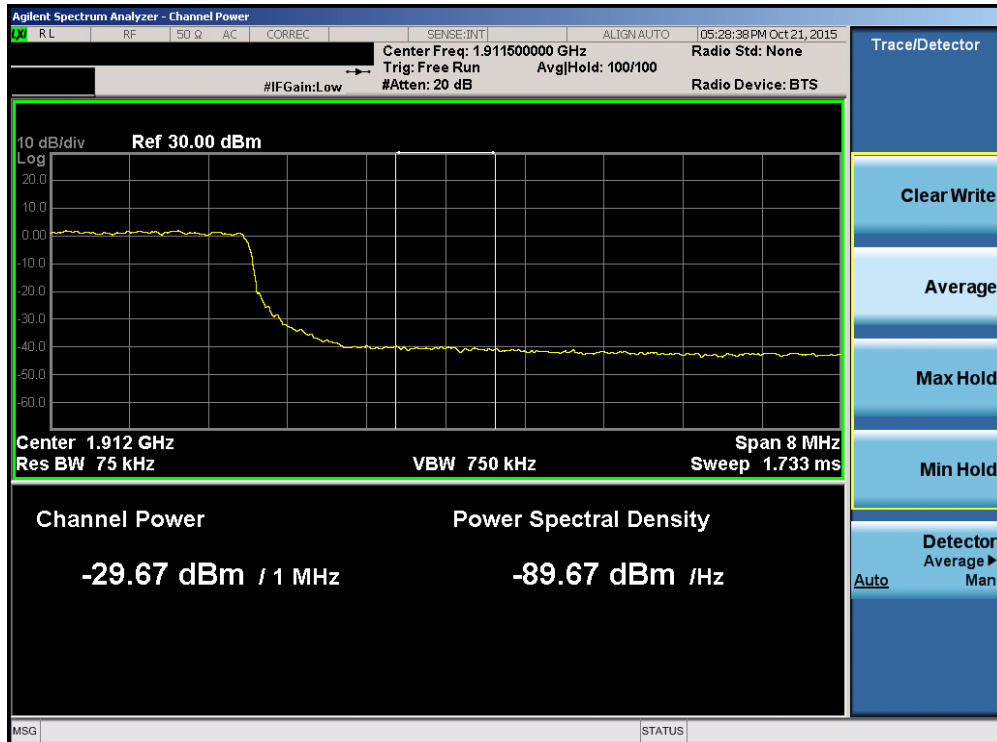 Agilent Spectrum Analyzer - Channel Power
LXI RL RF 50 Ω AC CORREC SENSE:INT ALIGN AUTO 05:28:38 PM Oct 21, 2015
Center Freq: 1.911500000 GHz Radio Std: None
Trig: Free Run Avg|Hold: 100/100
#IFGain:Low #Atten: 20 dB Radio Device: BTS
Trace/Detector
10 dB/div Ref 30.00 dBm
Log
20.0
10.0
0.00
-10.0
-20.0
-30.0
-40.0
-50.0
-60.0
Center 1.912 GHz Span 8 MHz
Res BW 75 kHz VBW 750 kHz Sweep 1.733 ms
Channel Power Power Spectral Density
-29.67 dBm / 1 MHz -89.67 dBm /Hz
Clear Write
Average
Max Hold
Min Hold
Detector
Average▶
Auto Man
MSG STATUS